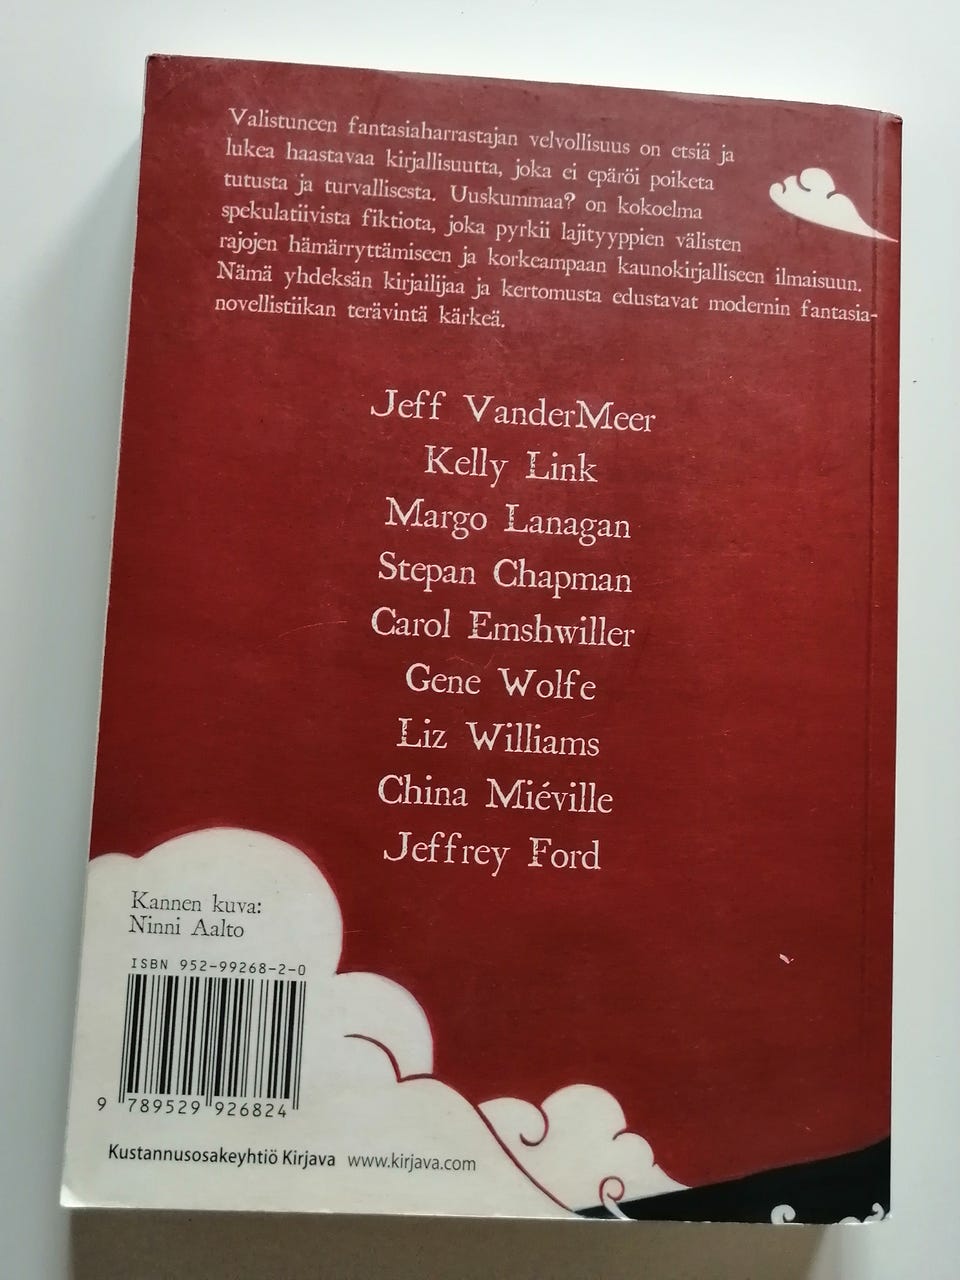 Valistuneen fantasiaharrastajan velvollisuus on etsiä ja
lukea haastavaa kirjallisuutta, joka ei epäröi poiketa
tutusta ja turvallisesta. Uuskummaa? on kokoelma
spekulatiivista fiktiota, joka pyrkii lajityyppien välisten
rajojen hämärryttämiseen ja korkeampaan kaunokirjalliseen ilmaisuun.
Nämä yhdeksän kirjailijaa ja kertomusta edustavat modernin fantasia-
novellistiikan terävintä kärkeä.
Jeff VanderMeer
Kelly Link
Margo Lanagan
Stepan Chapman
Carol Emshwiller
Gene Wolfe
Liz Williams
China Miéville
Jeffrey Ford
Kannen kuva:
Ninni Aalto
ISBN 952-99268-2-0
9 789529 926824
Kustannusosakeyhtiö Kirjava www.kirjava.com